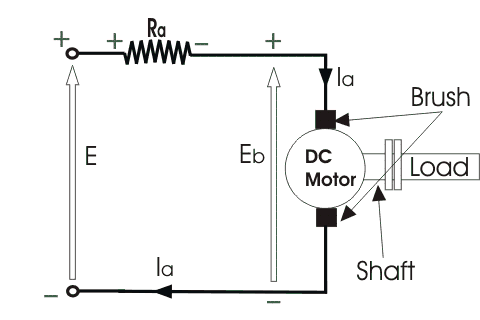 + + Ra − +
Ia
Brush
E
Eb
DC
Motor
Load
Ia
Shaft
− −